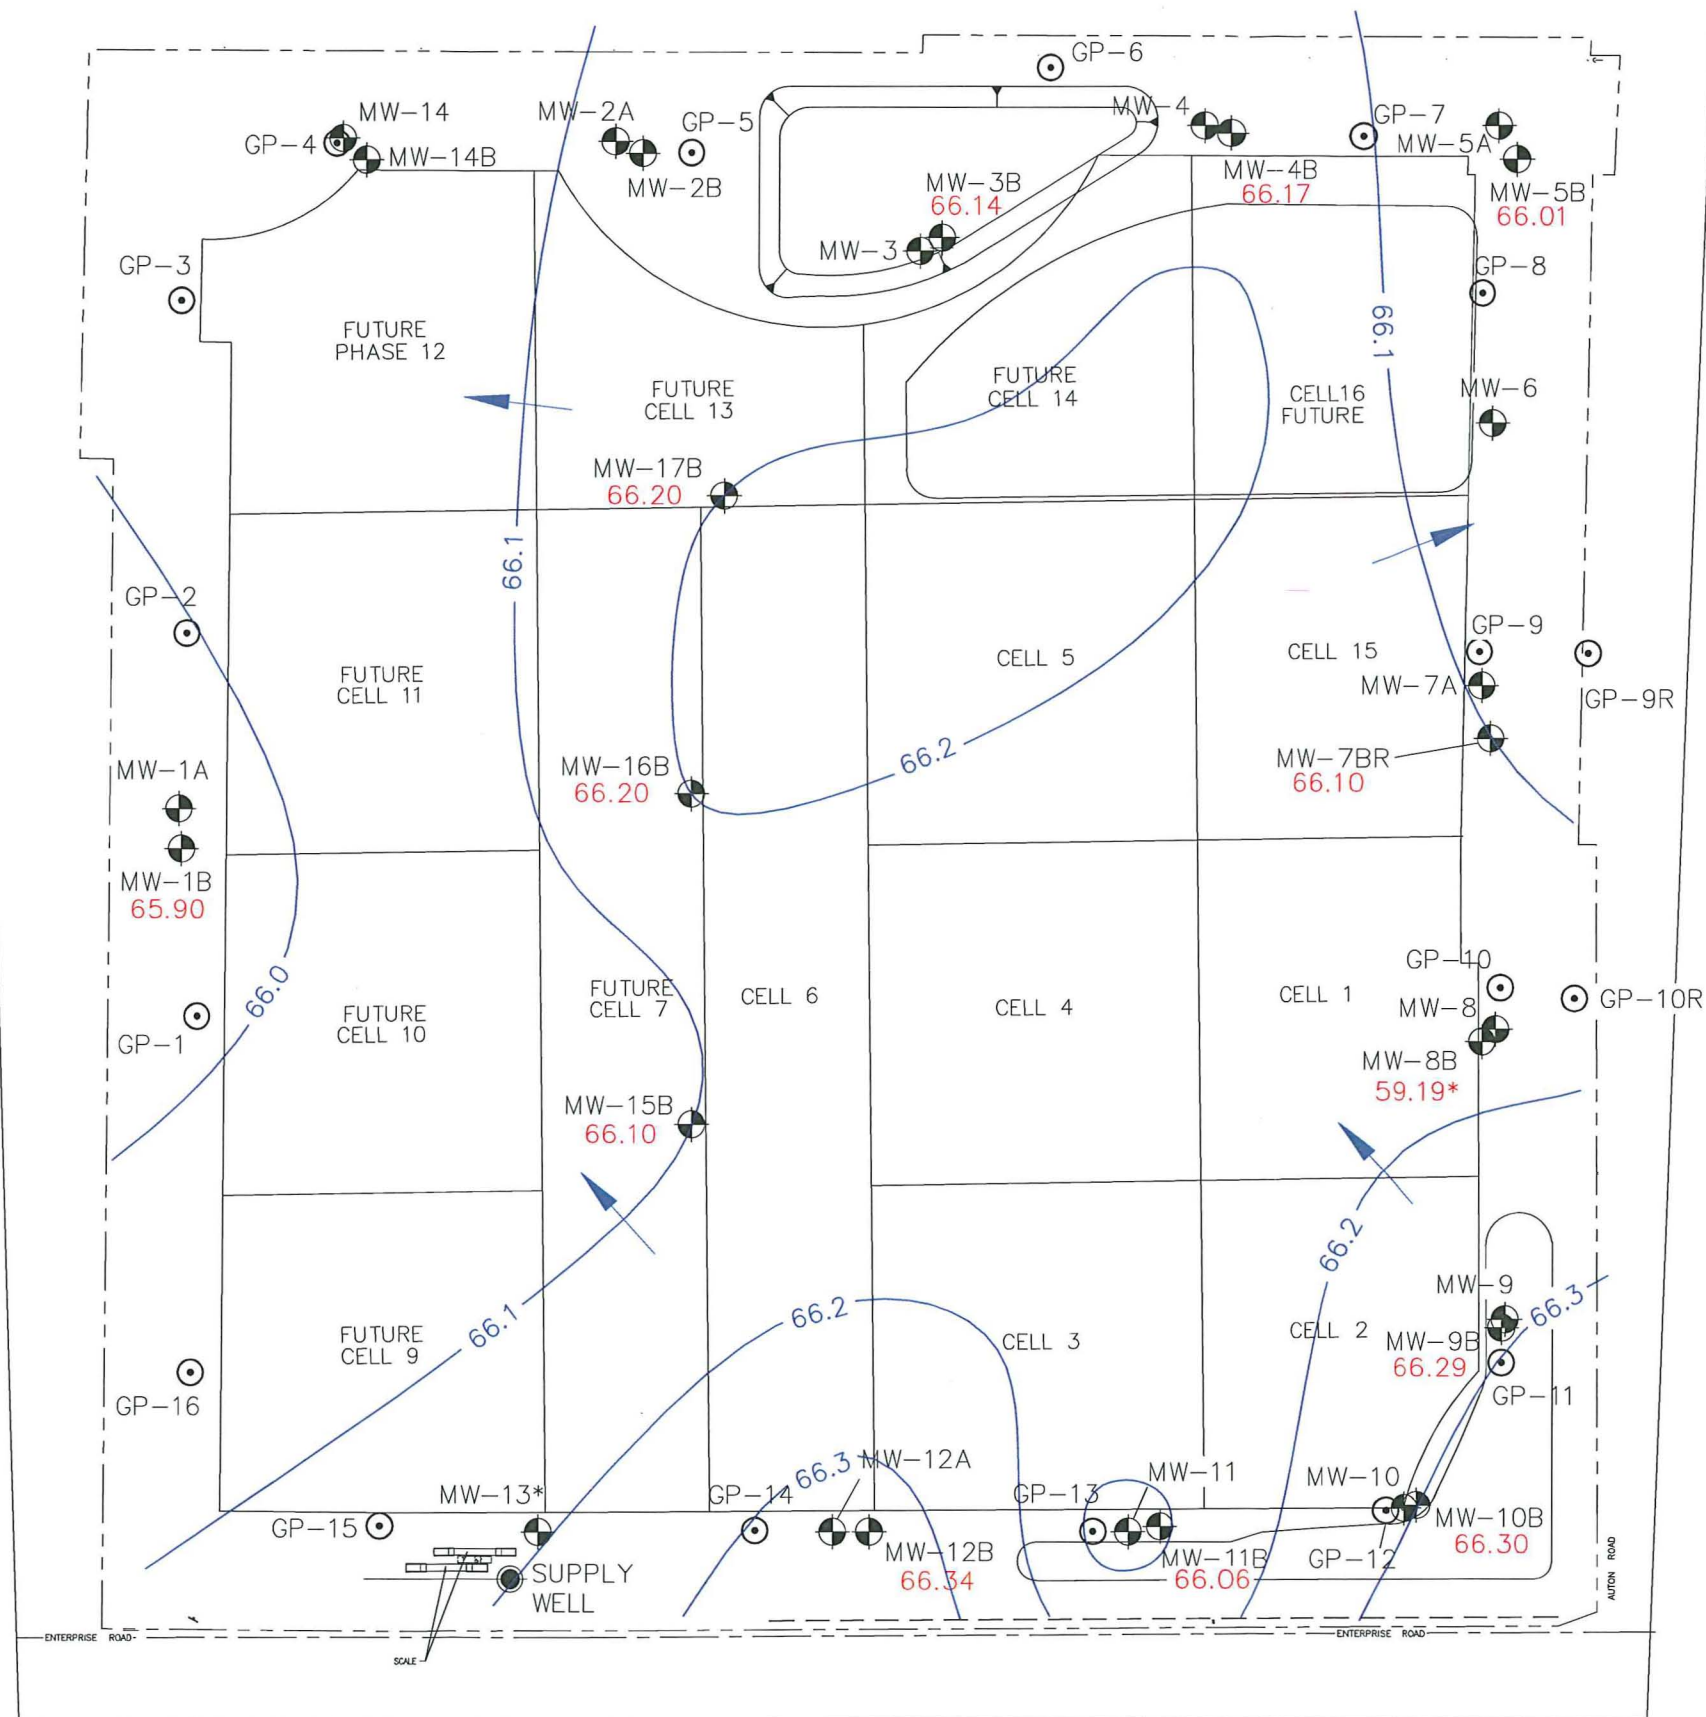 GP-6
MW-14
MW-2A
GP-5
MW-4
GP-7
GP-4
MW-14B
MW-5A
MW-2B
MW-3B
66.14
MW-4B
66.17
MW-5B
66.01
MW-3
GP-3
GP-8
66.1
FUTURE
PHASE 12
FUTURE
CELL 13
FUTURE
CELL 14
CELL16
FUTURE
MW-6
MW-17B
66.20
66.1
GP-2
GP-9
CELL 5
CELL 15
MW-7A
GP-9R
FUTURE
CELL 11
MW-1A
MW-16B
66.20
66.2
MW-7BR
66.10
MW-1B
65.90
66.0
GP-10
FUTURE
CELL 7
CELL 6
CELL 4
CELL 1
MW-8
GP-10R
GP-1
FUTURE
CELL 10
MW-8B
59.19*
MW-15B
66.10
66.2
MW-9
66.3
66.1
66.2
FUTURE
CELL 9
CELL 3
CELL 2
MW-9B
66.29
GP-11
GP-16
66.3
MW-12A
MW-11
MW-10
MW-13*
GP-14
GP-13
GP-15
MW-10B
66.30
MW-12B
66.34
MW-11B
66.06
GP-12
SUPPLY
WELL
AUTON ROAD
ENTERPRISE ROAD
ENTERPRISE ROAD
SCALE